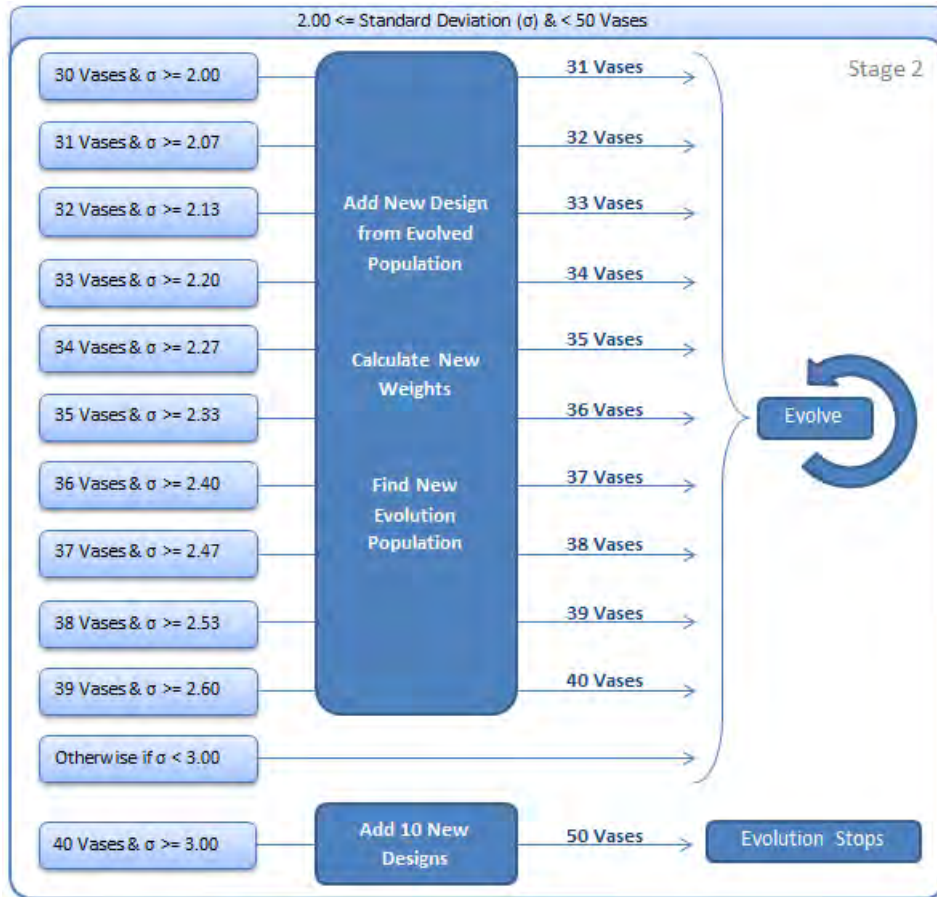 2.00 <= Standard Deviation (σ) & < 50 Vases
Stage 2
30 Vases & σ >= 2.00
31 Vases
31 Vases & σ >= 2.07
32 Vases
32 Vases & σ >= 2.13
33 Vases
33 Vases & σ >= 2.20
34 Vases
34 Vases & σ >= 2.27
35 Vases
35 Vases & σ >= 2.33
36 Vases
36 Vases & σ >= 2.40
37 Vases
37 Vases & σ >= 2.47
38 Vases
38 Vases & σ >= 2.53
39 Vases
39 Vases & σ >= 2.60
40 Vases
Otherwise if σ < 3.00
Add New Design
from Evolved
Population
Calculate New
Weights
Find New
Evolution
Population
Evolve
40 Vases & σ >= 3.00
Add 10 New
Designs
50 Vases
Evolution Stops